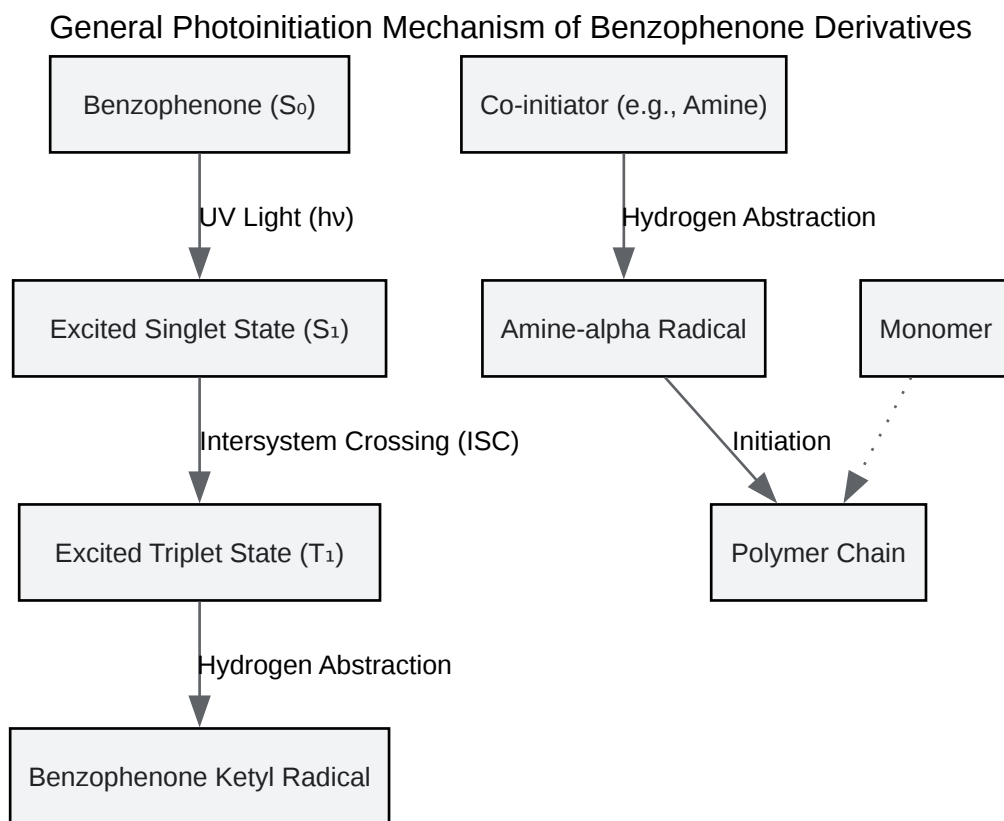 General Photoinitiation Mechanism of Benzophenone Derivatives
Benzophenone (S₀)
Co-initiator (e.g., Amine)
UV Light (hν)
Hydrogen Abstraction
Excited Singlet State (S₁)
Amine-alpha Radical
Monomer
Intersystem Crossing (ISC)
Initiation
Excited Triplet State (T₁)
Polymer Chain
Hydrogen Abstraction
Benzophenone Ketyl Radical